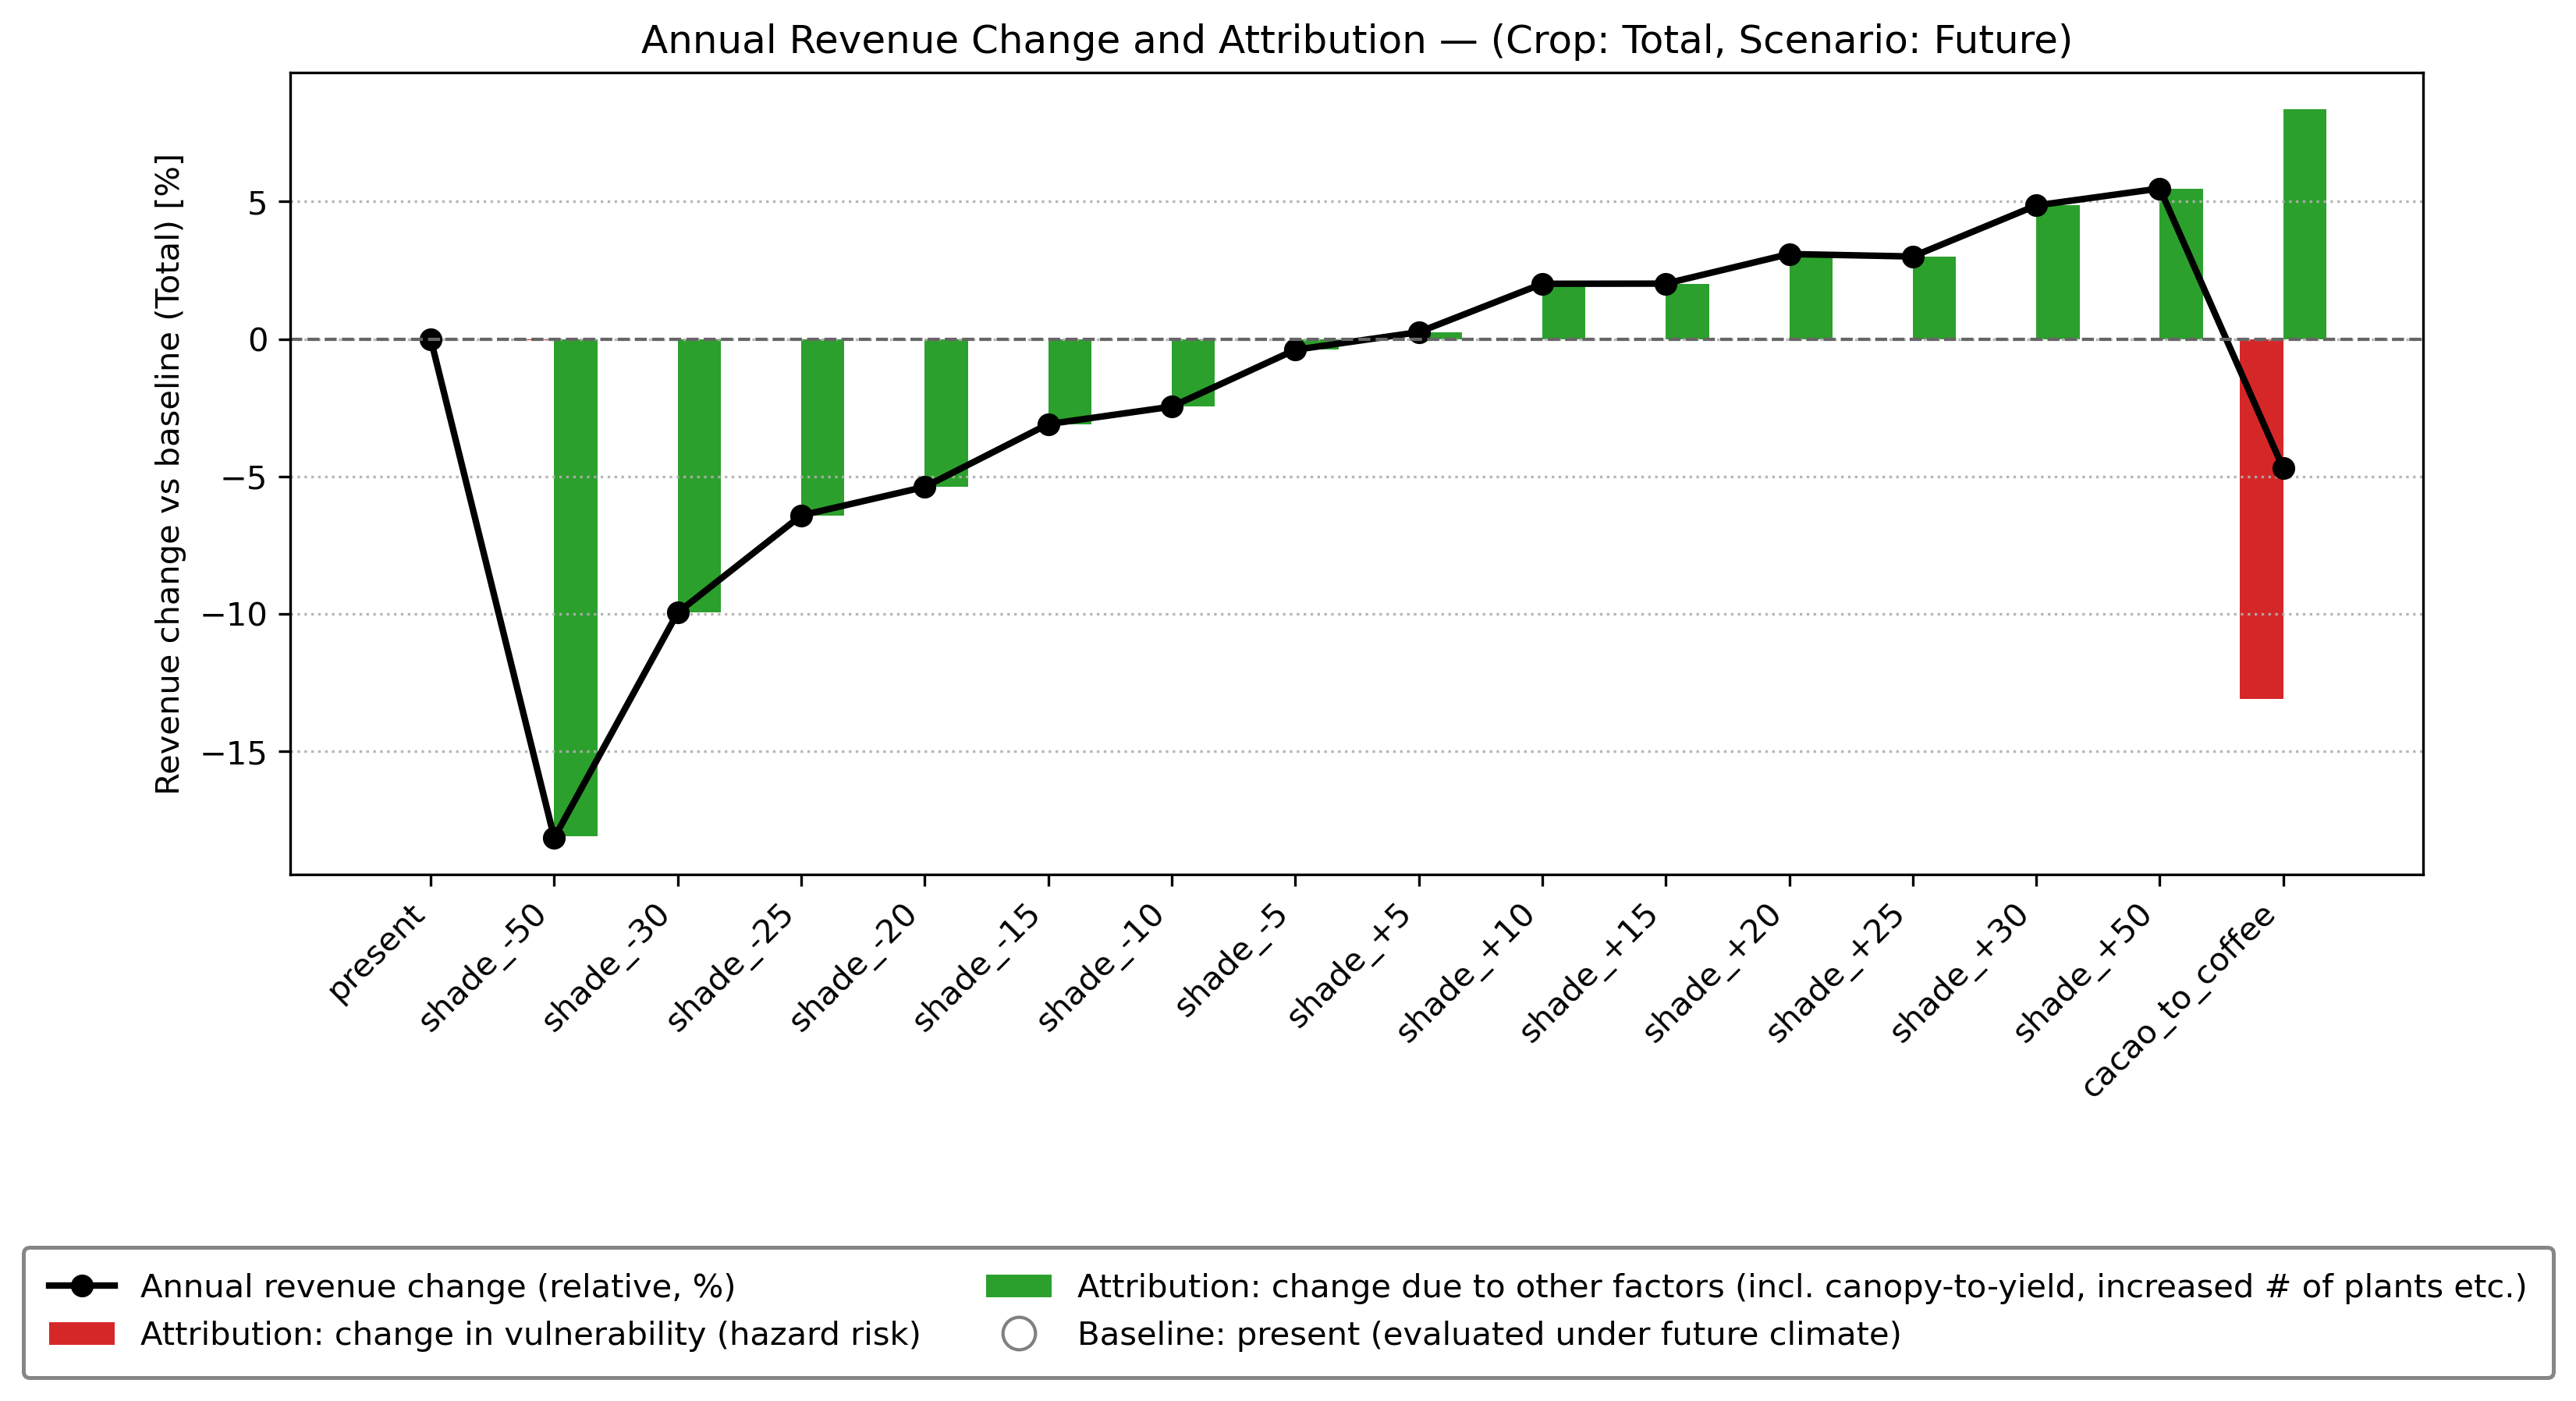 Annual Revenue Change and Attribution — (Crop: Total, Scenario: Future)
Revenue change vs baseline (Total) [%]
5
0
−5
−10
−15
present
shade_-50
shade_-30
shade_-25
shade_-20
shade_-15
shade_-10
shade_-5
shade_+5
shade_+10
shade_+15
shade_+20
shade_+25
shade_+30
shade_+50
cacao_to_coffee
Annual revenue change (relative, %)
Attribution: change in vulnerability (hazard risk)
Attribution: change due to other factors (incl. canopy-to-yield, increased # of plants etc.)
Baseline: present (evaluated under future climate)